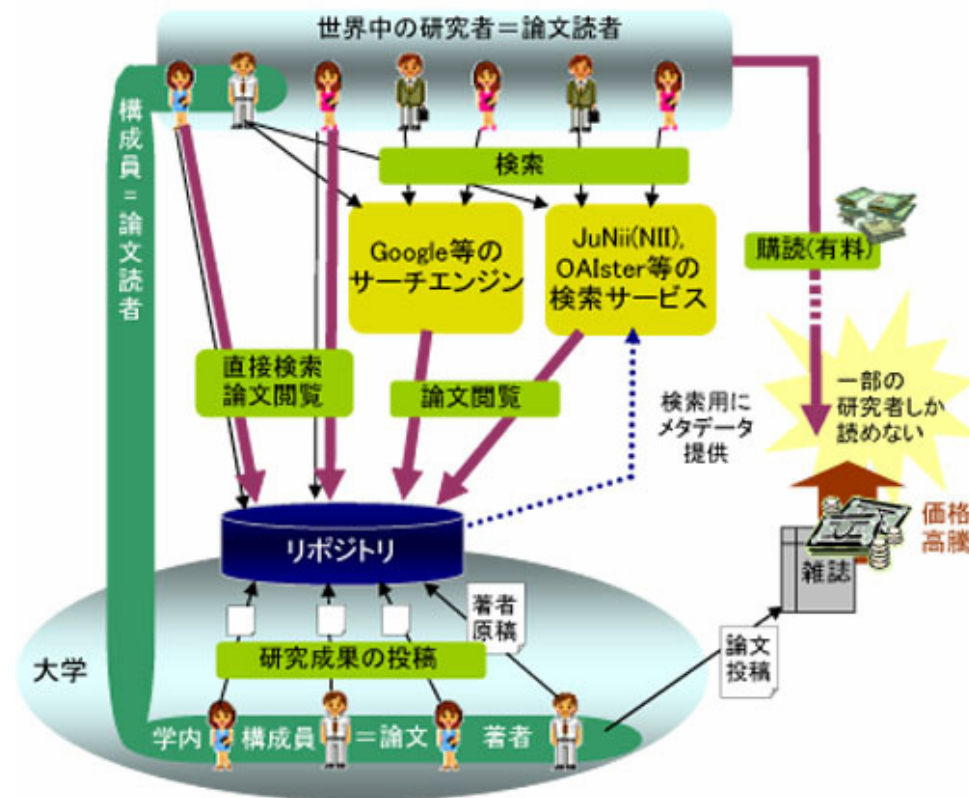 世界中の研究者＝論文読者
構成員＝論文読者
検索
Google等の
サーチエンジン
JuNii(NII),
OAIster等の
検索サービス
購読(有料)
直接検索
論文閲覧
論文閲覧
検索用に
メタデータ
提供
一部の
研究者しか
読めない
価格
高騰
雑誌
リポジトリ
著者
原稿
論文
投稿
研究成果の投稿
大学
学内構成員＝論文著者